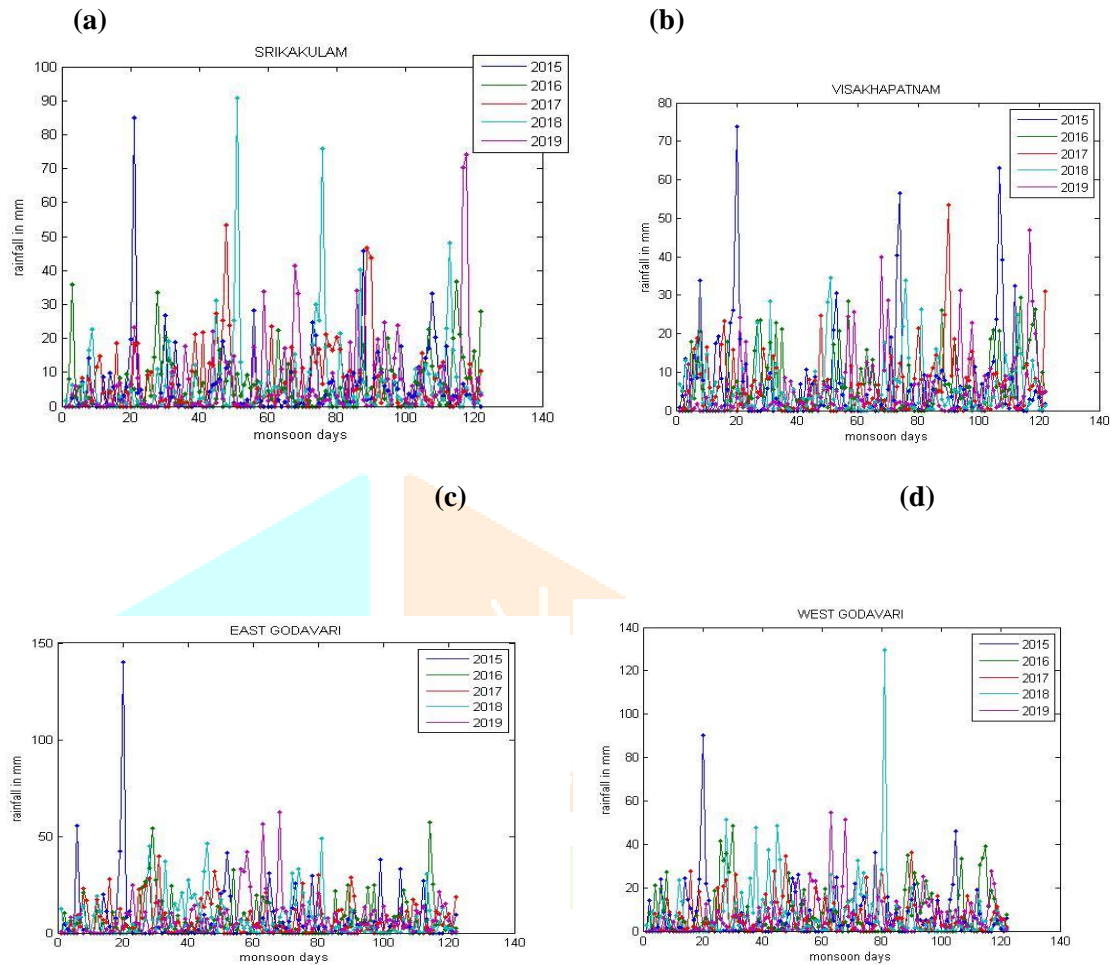 (a)
(b)
SRIKAKULAM
100
90
80
70
60
50
40
30
20
10
0
0 20 40 60 80 100 120 140
rainfall in mm
monsoon days
2015
2016
2017
2018
2019
VISAKHAPATNAM
80
70
60
50
40
30
20
10
0
0 20 40 60 80 100 120 140
rainfall in mm
monsoon days
2015
2016
2017
2018
2019
(c)
(d)
EAST GODAVARI
150
100
50
0
0 20 40 60 80 100 120 140
rainfall in mm
monsoon days
2015
2016
2017
2018
2019
WEST GODAVARI
140
120
100
80
60
40
20
0
0 20 40 60 80 100 120 140
rainfall in mm
monsoon days
2015
2016
2017
2018
2019